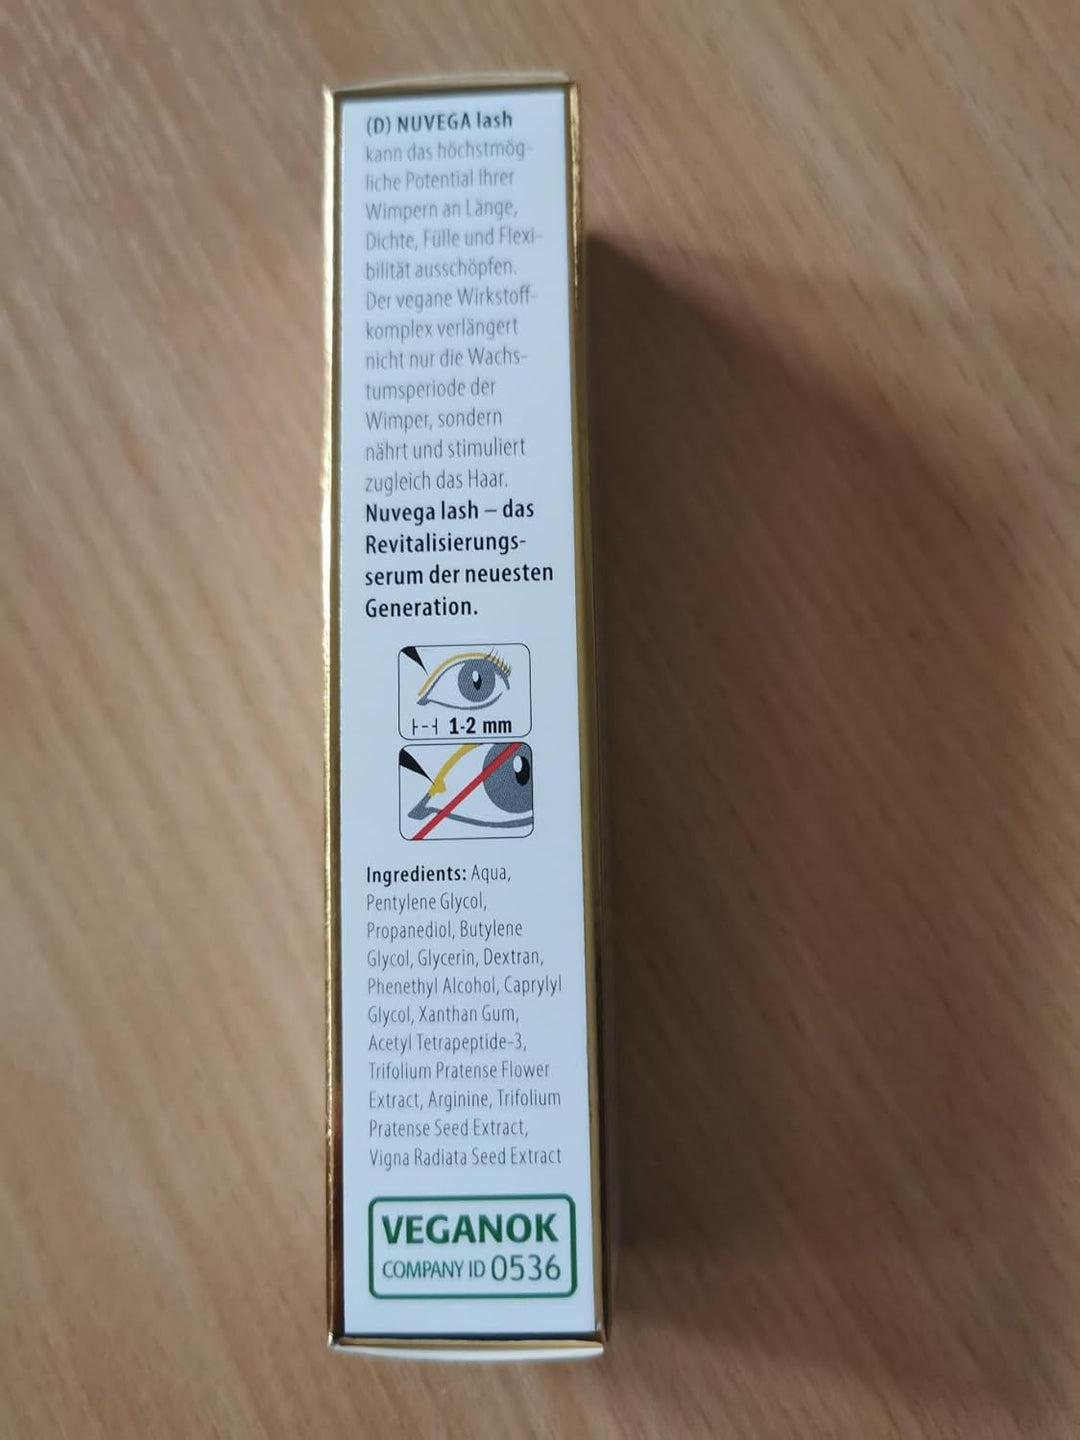 (D) NUVEGA lash
kann das höchstmög-
liche Potential Ihrer
Wimpern an Länge,
Dichte, Fülle und Flexi-
bilität ausschöpfen.
Der vegane Wirkstoff-
komplex verlängert
nicht nur die Wachs-
tumsperiode der
Wimper, sondern
nährt und stimuliert
zugleich das Haar.
Nuvega lash – das
Revitalisierungs-
serum der neuesten
Generation.
1-2 mm
Ingredients: Aqua,
Pentylene Glycol,
Propanediol, Butylene
Glycol, Glycerin, Dextran,
Phenethyl Alcohol, Caprylyl
Glycol, Xanthan Gum,
Acetyl Tetrapeptide-3,
Trifolium Pratense Flower
Extract, Arginine, Trifolium
Pratense Seed Extract,
Vigna Radiata Seed Extract
VEGANOK
COMPANY ID 0536